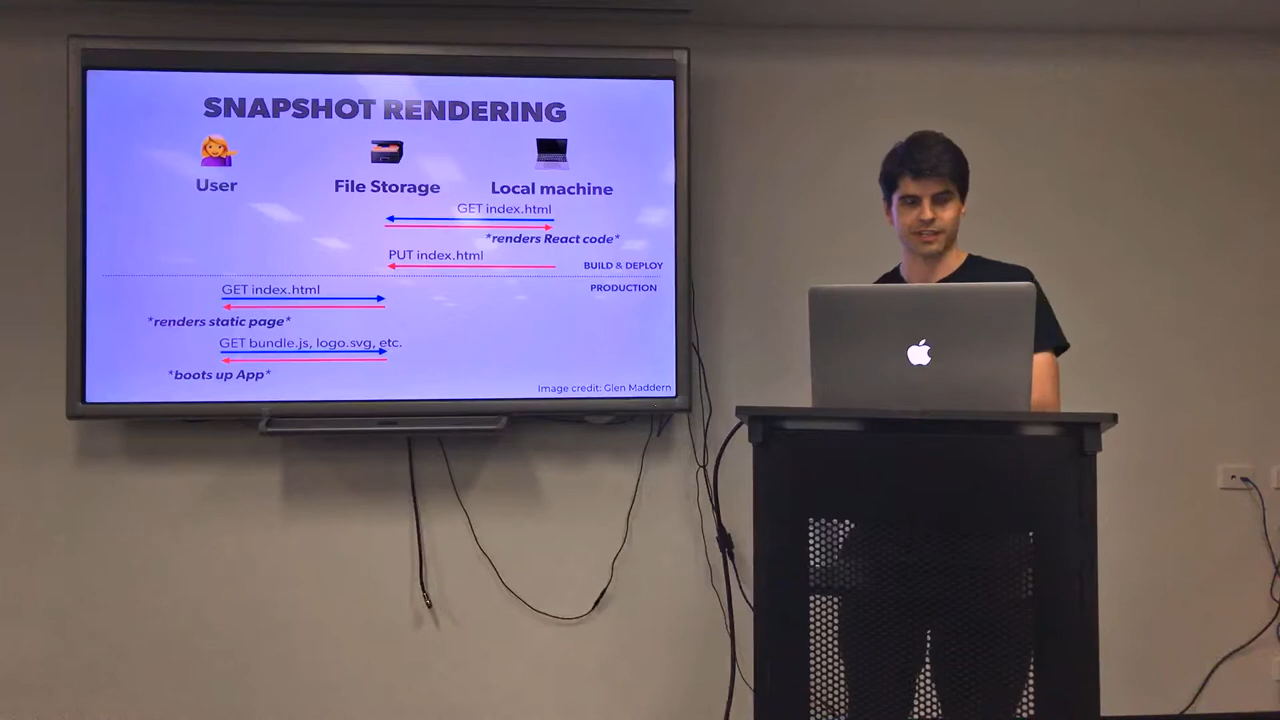 SNAPSHOT RENDERING
User
File Storage
Local machine
GET index.html
*renders React code*
PUT index.html
BUILD & DEPLOY
PRODUCTION
GET index.html
*renders static page*
GET bundle.js, logo.svg, etc.
*boots up App*
Image credit: Glen Maddern